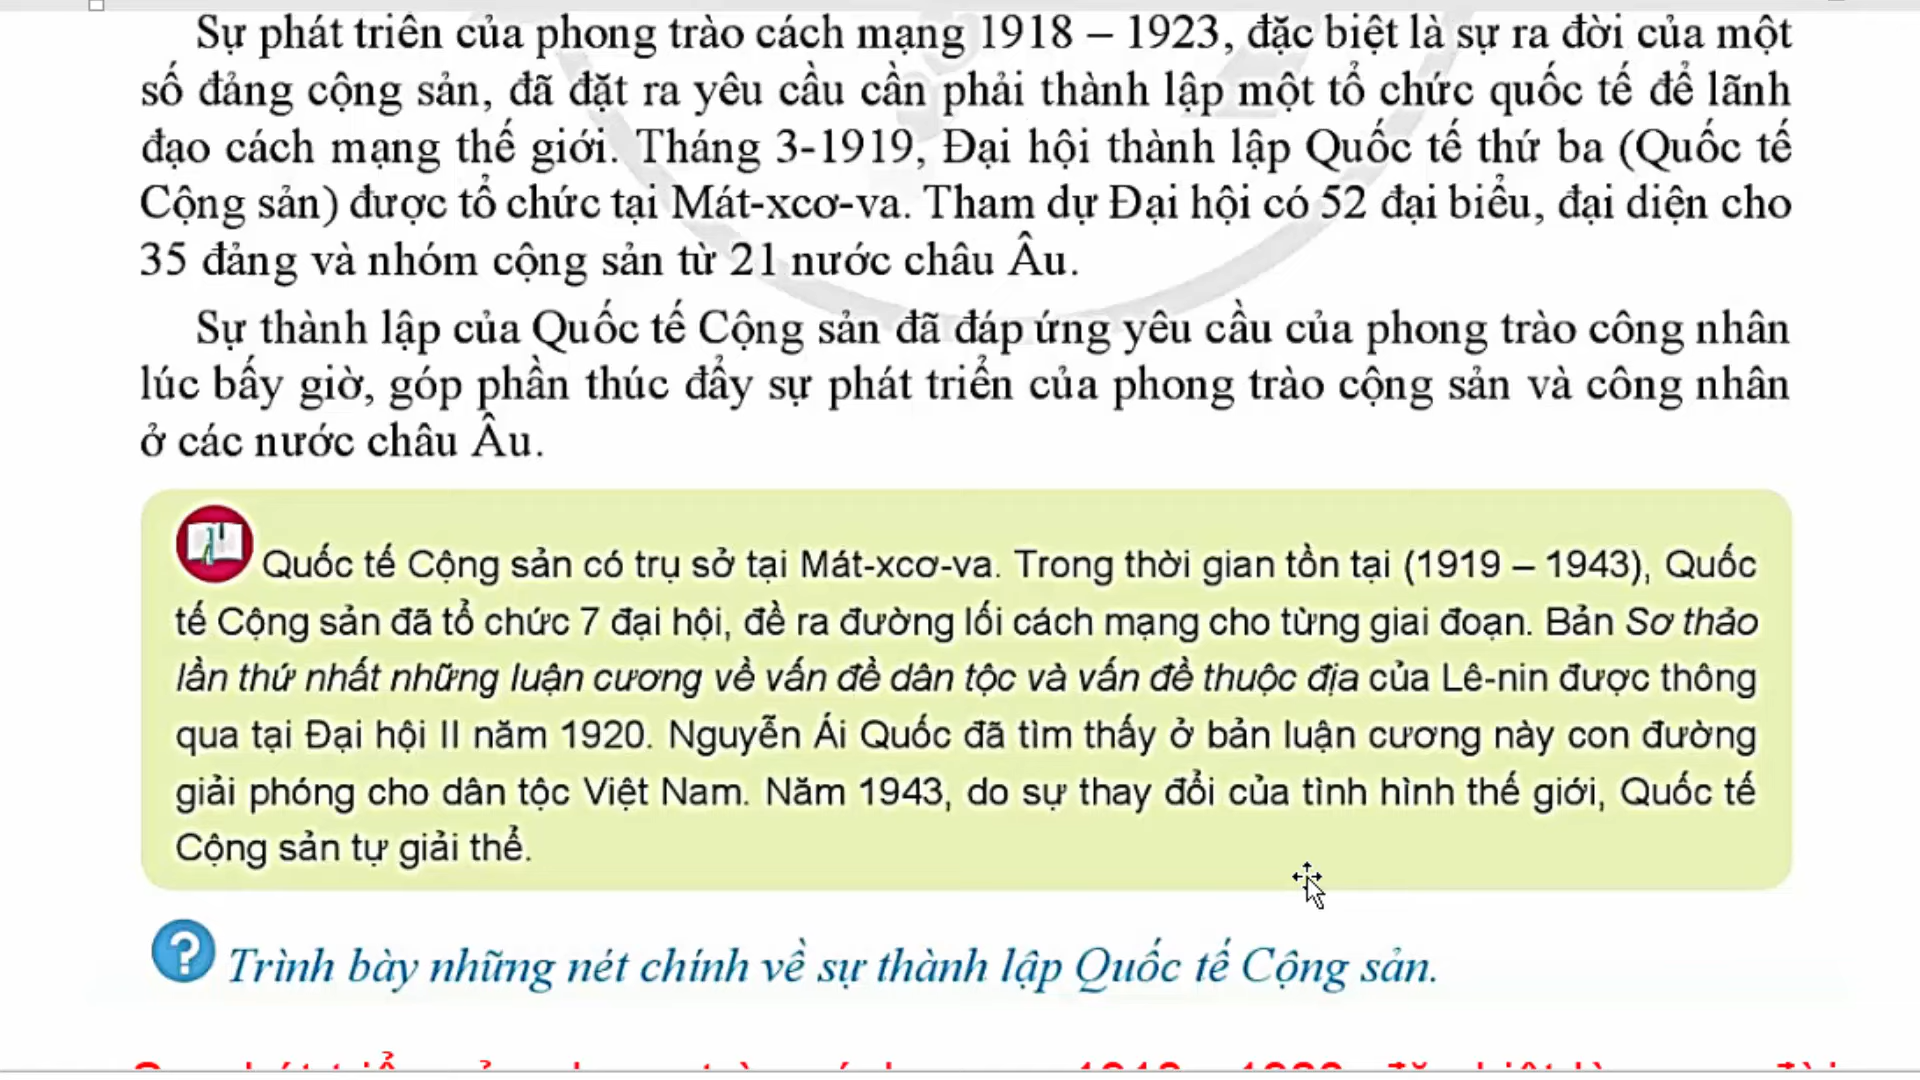 Sự phát triển của phong trào cách mạng 1918 – 1923, đặc biệt là sự ra đời của một
số đảng cộng sản, đã đặt ra yêu cầu cần phải thành lập một tổ chức quốc tế để lãnh
đạo cách mạng thế giới. Tháng 3-1919, Đại hội thành lập Quốc tế thứ ba (Quốc tế
Cộng sản) được tổ chức tại Mát-xcơ-va. Tham dự Đại hội có 52 đại biểu, đại diện cho
35 đảng và nhóm cộng sản từ 21 nước châu Âu.
Sự thành lập của Quốc tế Cộng sản đã đáp ứng yêu cầu của phong trào công nhân
lúc bấy giờ, góp phần thúc đẩy sự phát triển của phong trào cộng sản và công nhân
ở các nước châu Âu.
Quốc tế Cộng sản có trụ sở tại Mát-xcơ-va. Trong thời gian tồn tại (1919 – 1943), Quốc
tế Cộng sản đã tổ chức 7 đại hội, đề ra đường lối cách mạng cho từng giai đoạn. Bản Sơ thảo
lần thứ nhất những luận cương về vấn đề dân tộc và vấn đề thuộc địa của Lê-nin được thông
qua tại Đại hội II năm 1920. Nguyễn Ái Quốc đã tìm thấy ở bản luận cương này con đường
giải phóng cho dân tộc Việt Nam. Năm 1943, do sự thay đổi của tình hình thế giới, Quốc tế
Cộng sản tự giải thể.
? Trình bày những nét chính về sự thành lập Quốc tế Cộng sản.